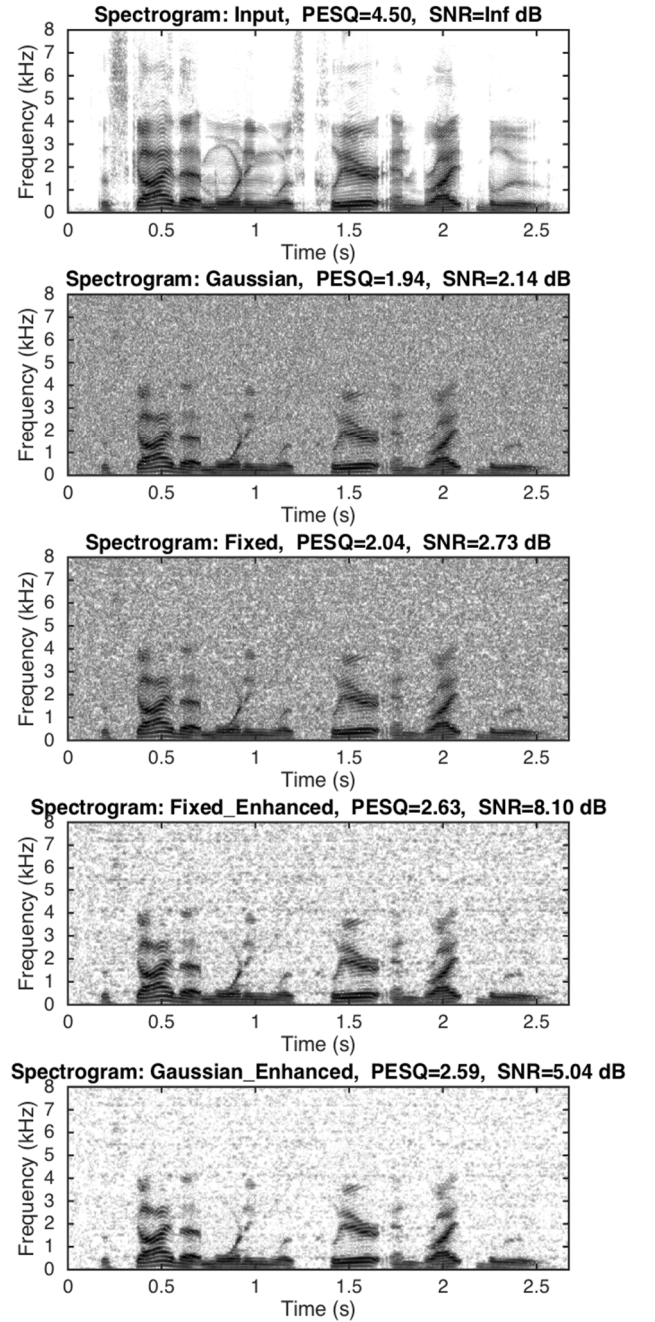 Spectrogram: Input, PESQ=4.50, SNR=Inf dB
Frequency (kHz)
8
7
6
5
4
3
2
1
0
0 0.5 1 1.5 2 2.5
Time (s)
Spectrogram: Gaussian, PESQ=1.94, SNR=2.14 dB
Frequency (kHz)
8
7
6
5
4
3
2
1
0
0 0.5 1 1.5 2 2.5
Time (s)
Spectrogram: Fixed, PESQ=2.04, SNR=2.73 dB
Frequency (kHz)
8
7
6
5
4
3
2
1
0
0 0.5 1 1.5 2 2.5
Time (s)
Spectrogram: Fixed_Enhanced, PESQ=2.63, SNR=8.10 dB
Frequency (kHz)
8
7
6
5
4
3
2
1
0
0 0.5 1 1.5 2 2.5
Time (s)
Spectrogram: Gaussian_Enhanced, PESQ=2.59, SNR=5.04 dB
Frequency (kHz)
8
7
6
5
4
3
2
1
0
0 0.5 1 1.5 2 2.5
Time (s)